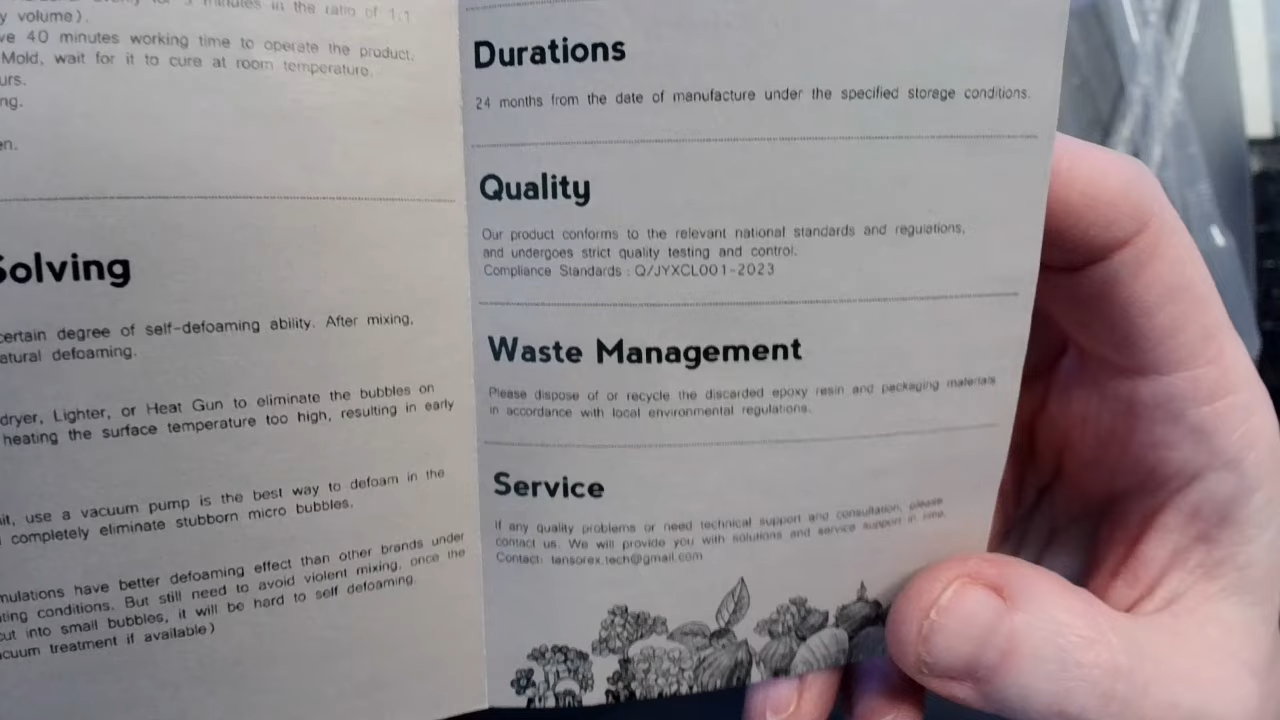 minutes in the ratio of 1:1
y volume).
ve 40 minutes working time to operate the product.
Mold, wait for it to cure at room temperature.
urs.
ng.
en.
Solving
certain degree of self-defoaming ability. After mixing,
atural defoaming.
dryer, Lighter, or Heat Gun to eliminate the bubbles on
heating the surface temperature too high, resulting in early
it, use a vacuum pump is the best way to defoam in the
completely eliminate stubborn micro bubbles.
mulations have better defoaming effect than other brands under
ting conditions. But still need to avoid violent mixing, once the
cut into small bubbles, it will be hard to self defoaming.
cuum treatment if available)
Durations
24 months from the date of manufacture under the specified storage conditions.
Quality
Our product conforms to the relevant national standards and regulations,
and undergoes strict quality testing and control.
Compliance Standards : Q/JYXCL001-2023
Waste Management
Please dispose of or recycle the discarded epoxy resin and packaging materials
in accordance with local environmental regulations.
Service
If any quality problems or need technical support and consultation, please
contact us. We will provide you with solutions and service support in time.
Contact: tensorex.tech@gmail.com